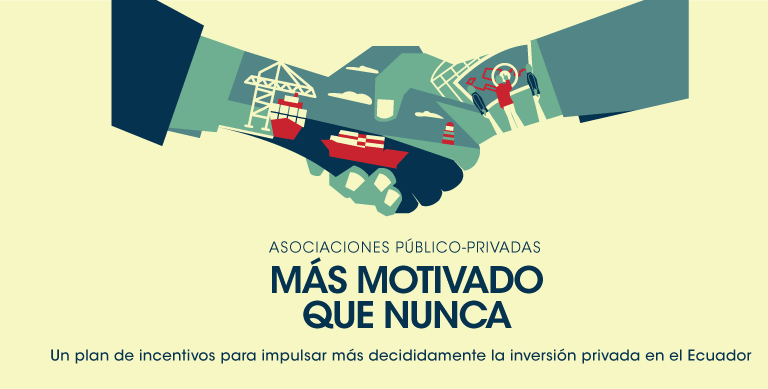 ASOCIACIONES PÚBLICO-PRIVADAS
MÁS MOTIVADO
QUE NUNCA
Un plan de incentivos para impulsar más decididamente la inversión privada en el Ecuador